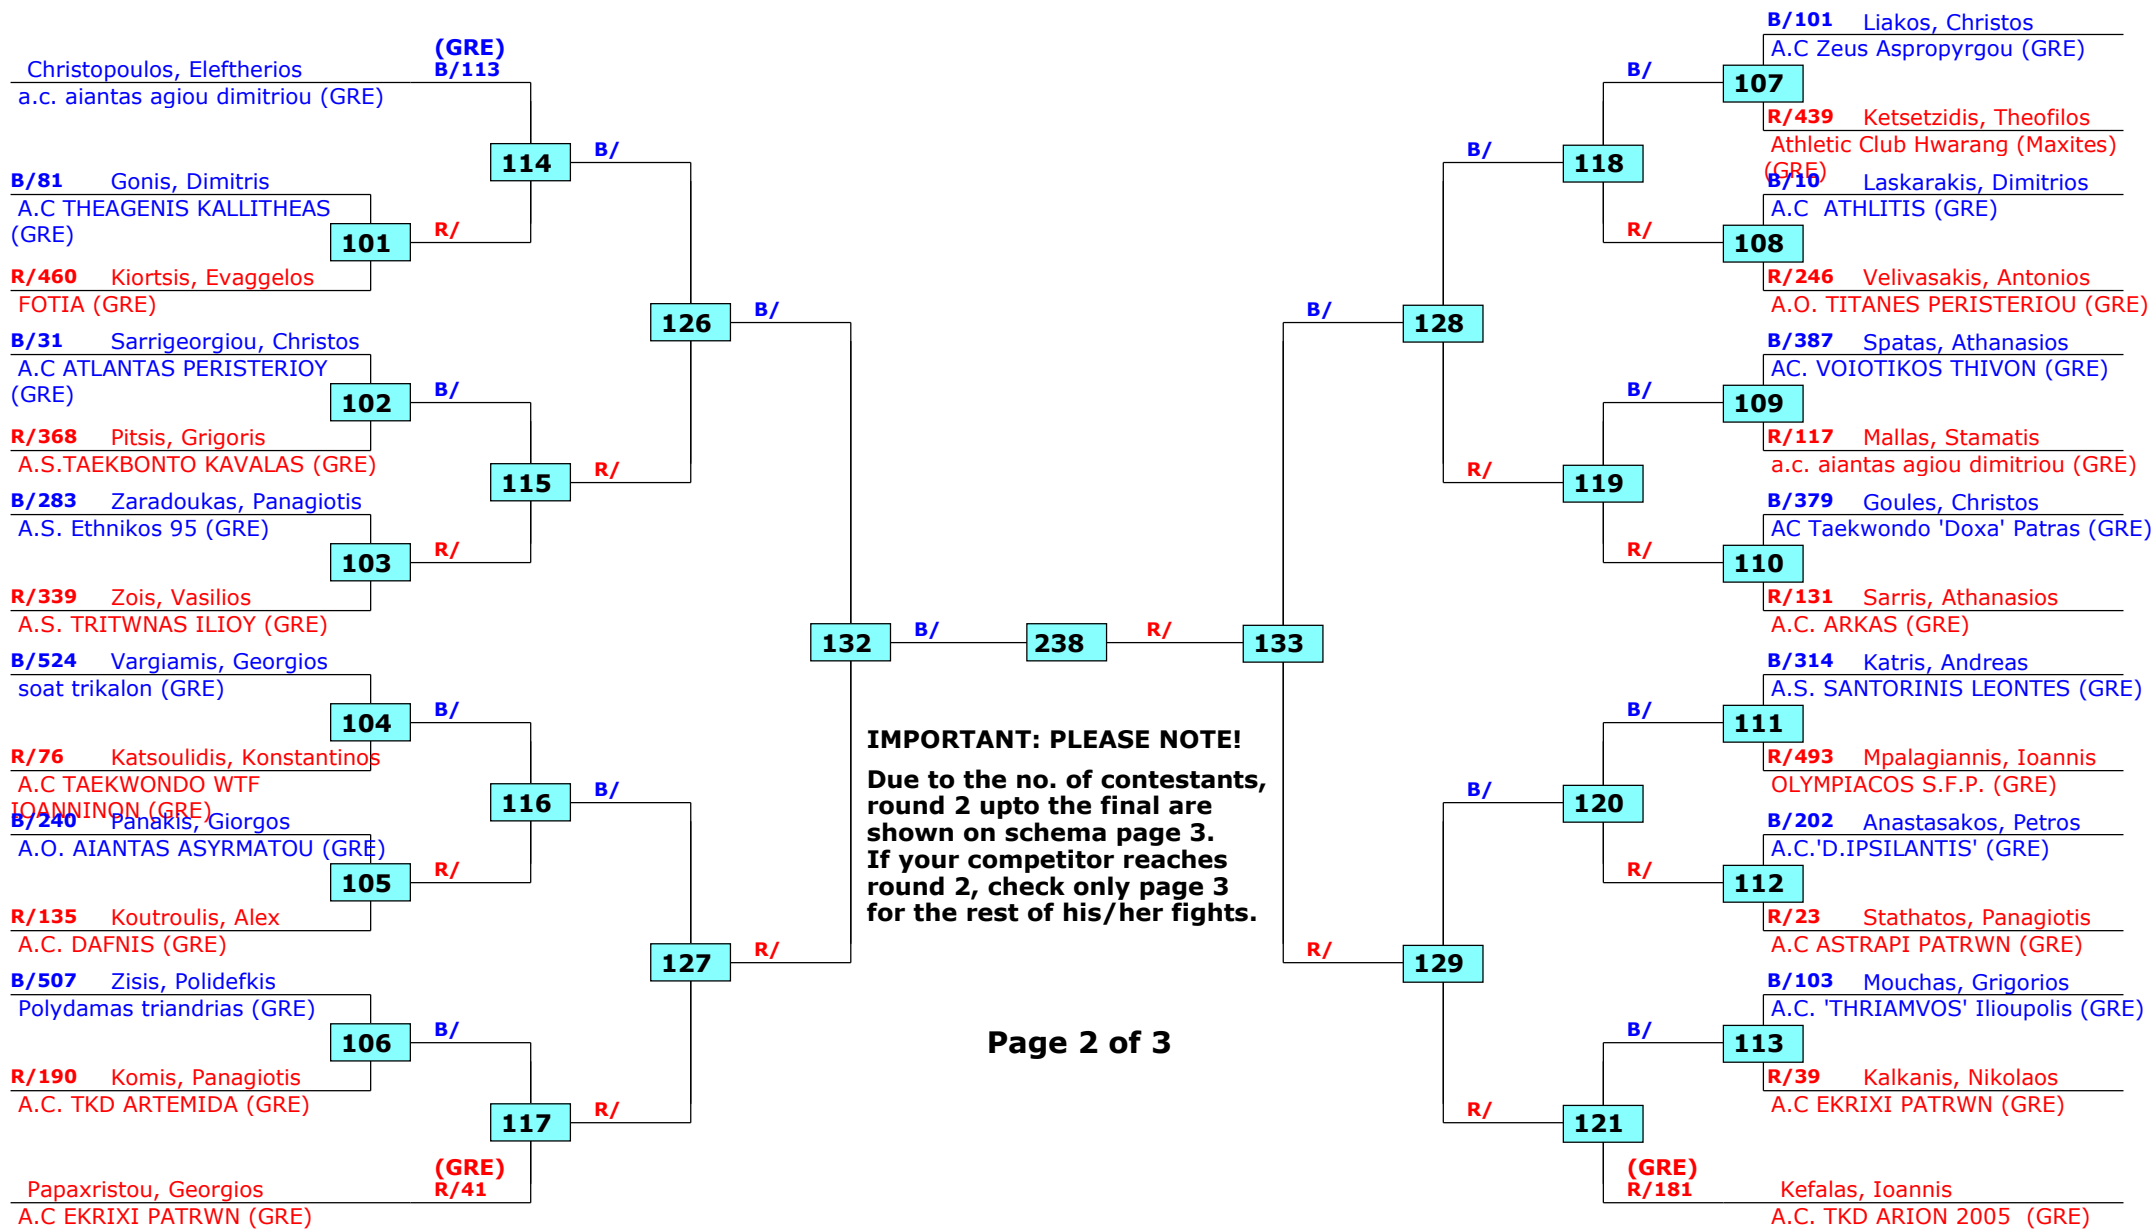 (GRE)
Christopoulos, Eleftherios B/113
a.c. aiantas agiou dimitriou (GRE)
114
B/
B/81 Gonis, Dimitris
A.C THEAGENIS KALLITHEAS
(GRE)
101
R/
R/460 Kiortsis, Evaggelos
FOTIA (GRE)
126
B/
B/31 Sarrigeorgiou, Christos
A.C ATLANTAS PERISTERIOY
(GRE)
102
B/
R/368 Pitsis, Grigoris
A.S.TAEKBONTO KAVALAS (GRE)
115
R/
B/283 Zaradoukas, Panagiotis
A.S. Ethnikos 95 (GRE)
103
R/
R/339 Zois, Vasilios
A.S. TRITWNAS ILIOY (GRE)
132
B/
238
R/
133
B/524 Vargiamis, Georgios
soat trikalon (GRE)
104
B/
R/76 Katsoulidis, Konstantinos
A.C TAEKWONDO WTF
IOANNINON (GRE)
116
B/
B/240 Panakis, Giorgos
A.O. AIANTAS ASYRMATOU (GRE)
105
R/
R/135 Koutroulis, Alex
A.C. DAFNIS (GRE)
127
R/
B/507 Zisis, Polidefkis
Polydamas triandrias (GRE)
106
B/
R/190 Komis, Panagiotis
A.C. TKD ARTEMIDA (GRE)
117
R/
(GRE)
Papaxristou, Georgios R/41
A.C EKRIXI PATRWN (GRE)
IMPORTANT: PLEASE NOTE!
Due to the no. of contestants,
round 2 upto the final are
shown on schema page 3.
If your competitor reaches
round 2, check only page 3
for the rest of his/her fights.
Page 2 of 3
B/101 Liakos, Christos
A.C Zeus Aspropyrgou (GRE)
B/
107
R/439 Ketsetzidis, Theofilos
Athletic Club Hwarang (Maxites)
(GRE)
B/
118
B/10 Laskarakis, Dimitrios
A.C ATHLITIS (GRE)
R/
108
R/246 Velivasakis, Antonios
A.O. TITANES PERISTERIOU (GRE)
B/
128
B/387 Spatas, Athanasios
AC. VOIOTIKOS THIVON (GRE)
B/
109
R/117 Mallas, Stamatis
a.c. aiantas agiou dimitriou (GRE)
R/
119
B/379 Goules, Christos
AC Taekwondo 'Doxa' Patras (GRE)
R/
110
R/131 Sarris, Athanasios
A.C. ARKAS (GRE)
B/314 Katris, Andreas
A.S. SANTORINIS LEONTES (GRE)
B/
111
R/493 Mpalagiannis, Ioannis
OLYMPIACOS S.F.P. (GRE)
B/
120
B/202 Anastasakos, Petros
A.C.'D.IPSILANTIS' (GRE)
R/
112
R/23 Stathatos, Panagiotis
A.C ASTRAPI PATRWN (GRE)
R/
129
B/103 Mouchas, Grigorios
A.C. 'THRIAMVOS' Ilioupolis (GRE)
B/
113
R/39 Kalkanis, Nikolaos
A.C EKRIXI PATRWN (GRE)
R/
121
(GRE)
R/181 Kefalas, Ioannis
A.C. TKD ARION 2005 (GRE)